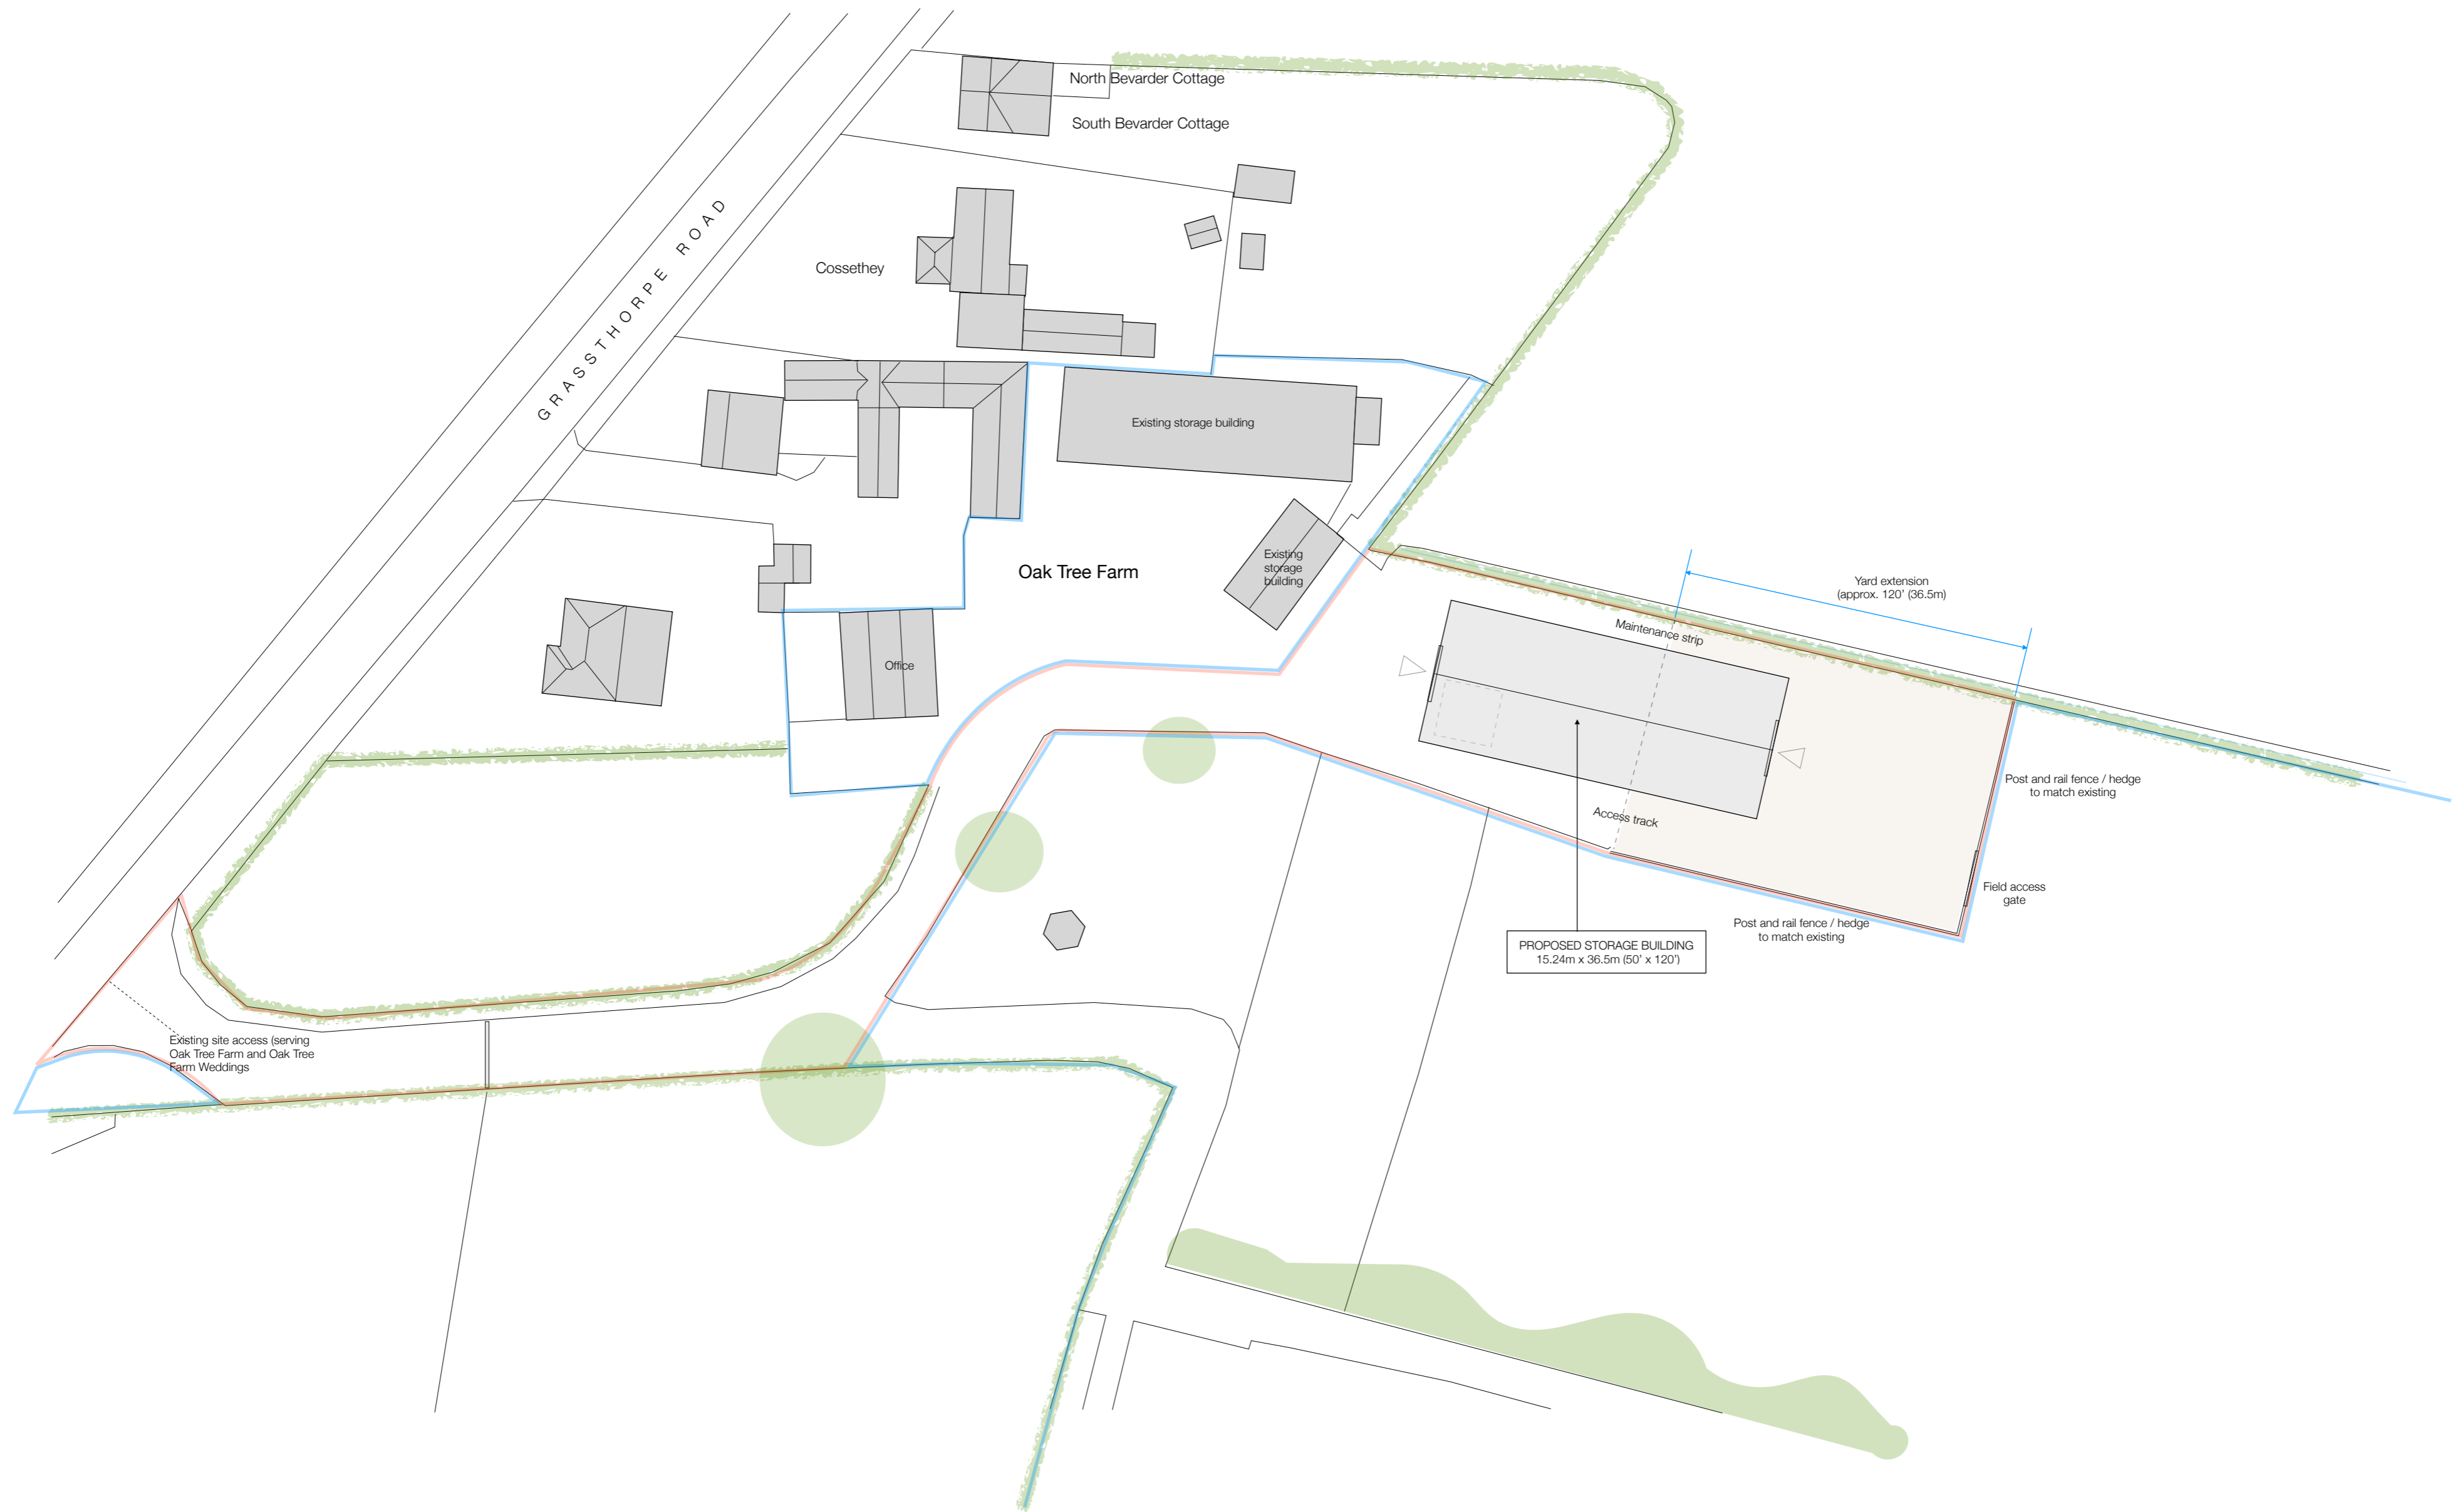 North Bevarder Cottage
South Bevarder Cottage
GRASSTHORPE ROAD
Cossethey
Existing storage building
Existing
storage
building
Oak Tree Farm
Yard extension
(approx. 120' (36.5m)
Maintenance strip
Office
Post and rail fence / hedge
to match existing
Access track
Field access
gate
Post and rail fence / hedge
to match existing
PROPOSED STORAGE BUILDING
15.24m x 36.5m (50' x 120')
Existing site access (serving
Oak Tree Farm and Oak Tree
Farm Weddings